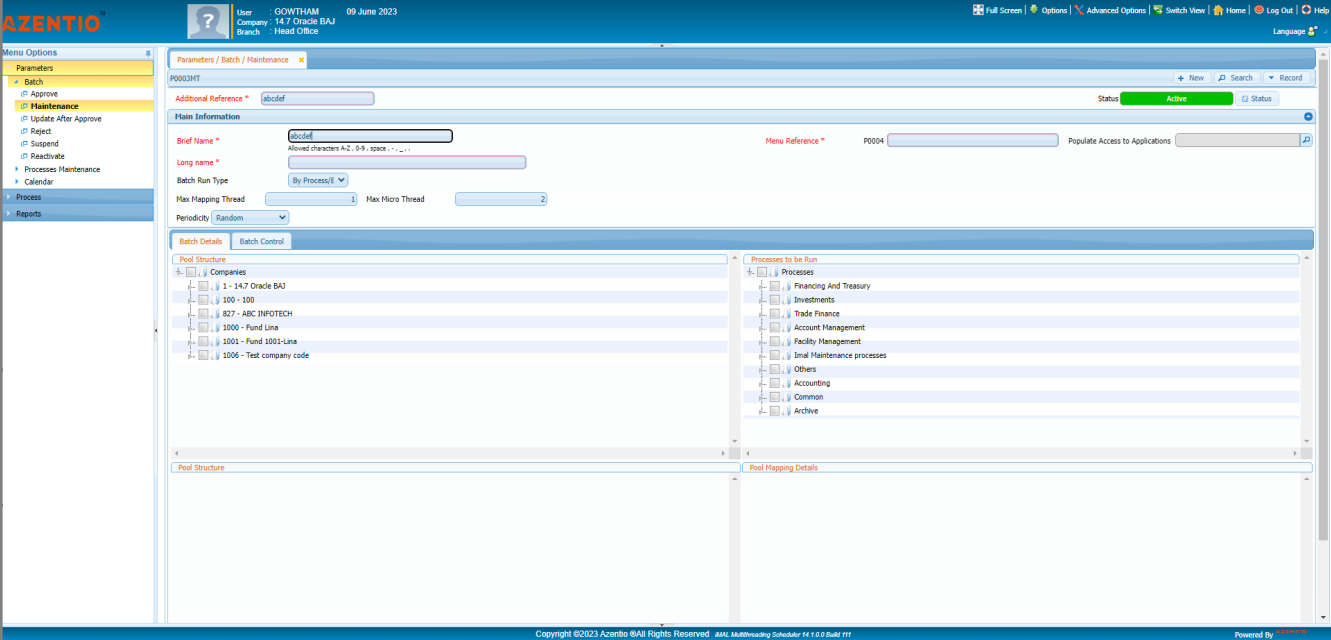 AZENTIO™
User : GOWTHAM 09 June 2023
Company : 14.7 Oracle BAJ
Branch : Head Office
Full Screen | Options | Advanced Options | Switch View | Home | Log Out | Help
Language
Menu Options
Parameters
Batch
Approve
Maintenance
Update After Approve
Reject
Suspend
Reactivate
Processes Maintenance
Calendar
Process
Reports
Parameters / Batch / Maintenance
P0003MT
New Search Record
Additional Reference * abcdef
Status Active Status
Main Information
Brief Name * abcdef
Allowed characters A-Z , 0-9 , space , - , _ , .
Menu Reference * P0004
Populate Access to Applications
Long name *
Batch Run Type By Process/E
Max Mapping Thread 1 Max Micro Thread 2
Periodicity Random
Batch Details Batch Control
Pool Structure
Companies
1 - 14.7 Oracle BAJ
100 - 100
827 - ABC INFOTECH
1000 - Fund Lina
1001 - Fund 1001-Lina
1006 - Test company code
Processes to be Run
Processes
Financing And Treasury
Investments
Trade Finance
Account Management
Facility Management
Imal Maintenance processes
Others
Accounting
Common
Archive
Pool Structure
Pool Mapping Details
Copyright ©2023 Azentio ®All Rights Reserved iMAL Multithreading Scheduler 14.1.0.0 Build 111
Powered By AZENTIO